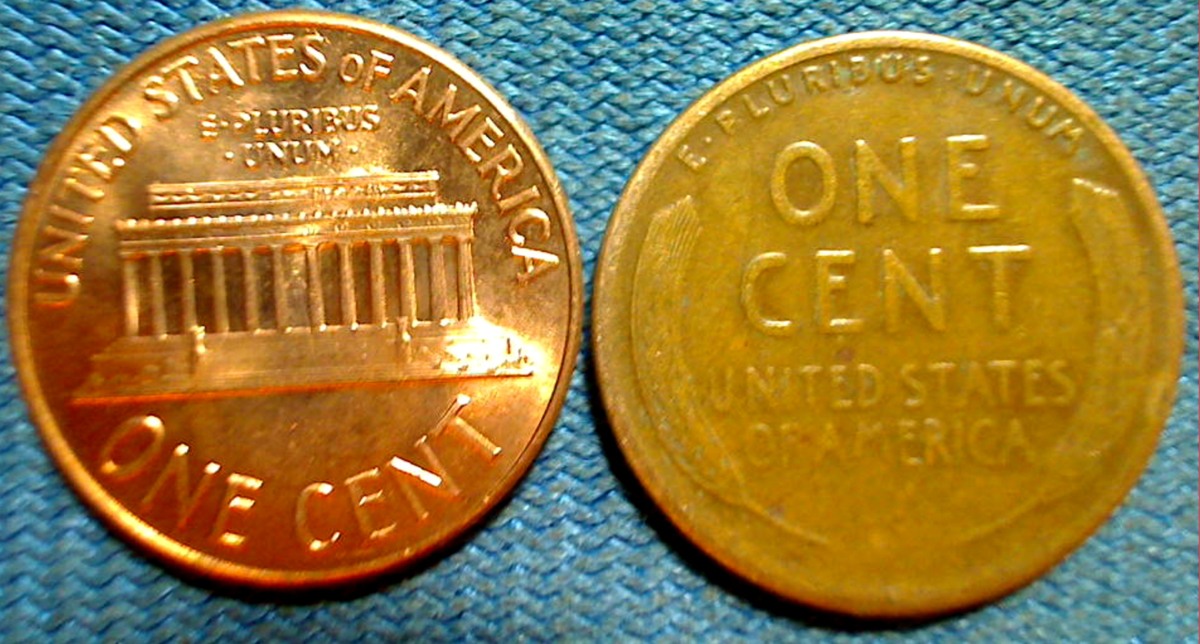 UNITED STATES OF AMERICA
E·PLURIBUS
·UNUM·
ONE CENT
E·PLURIBUS·UNUM
ONE
CENT
UNITED STATES
OF AMERICA